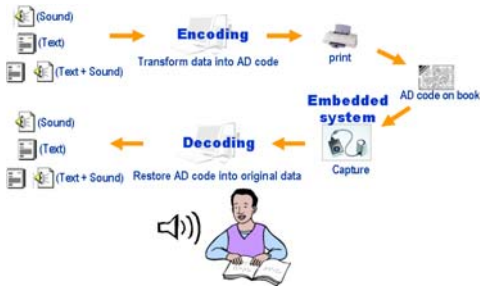 (Sound)
Encoding
(Text)
Transform data into AD code
print
(Text + Sound)
AD code on book
Embedded
system
(Sound)
(Text)
Decoding
Capture
(Text + Sound)
Restore AD code into original data